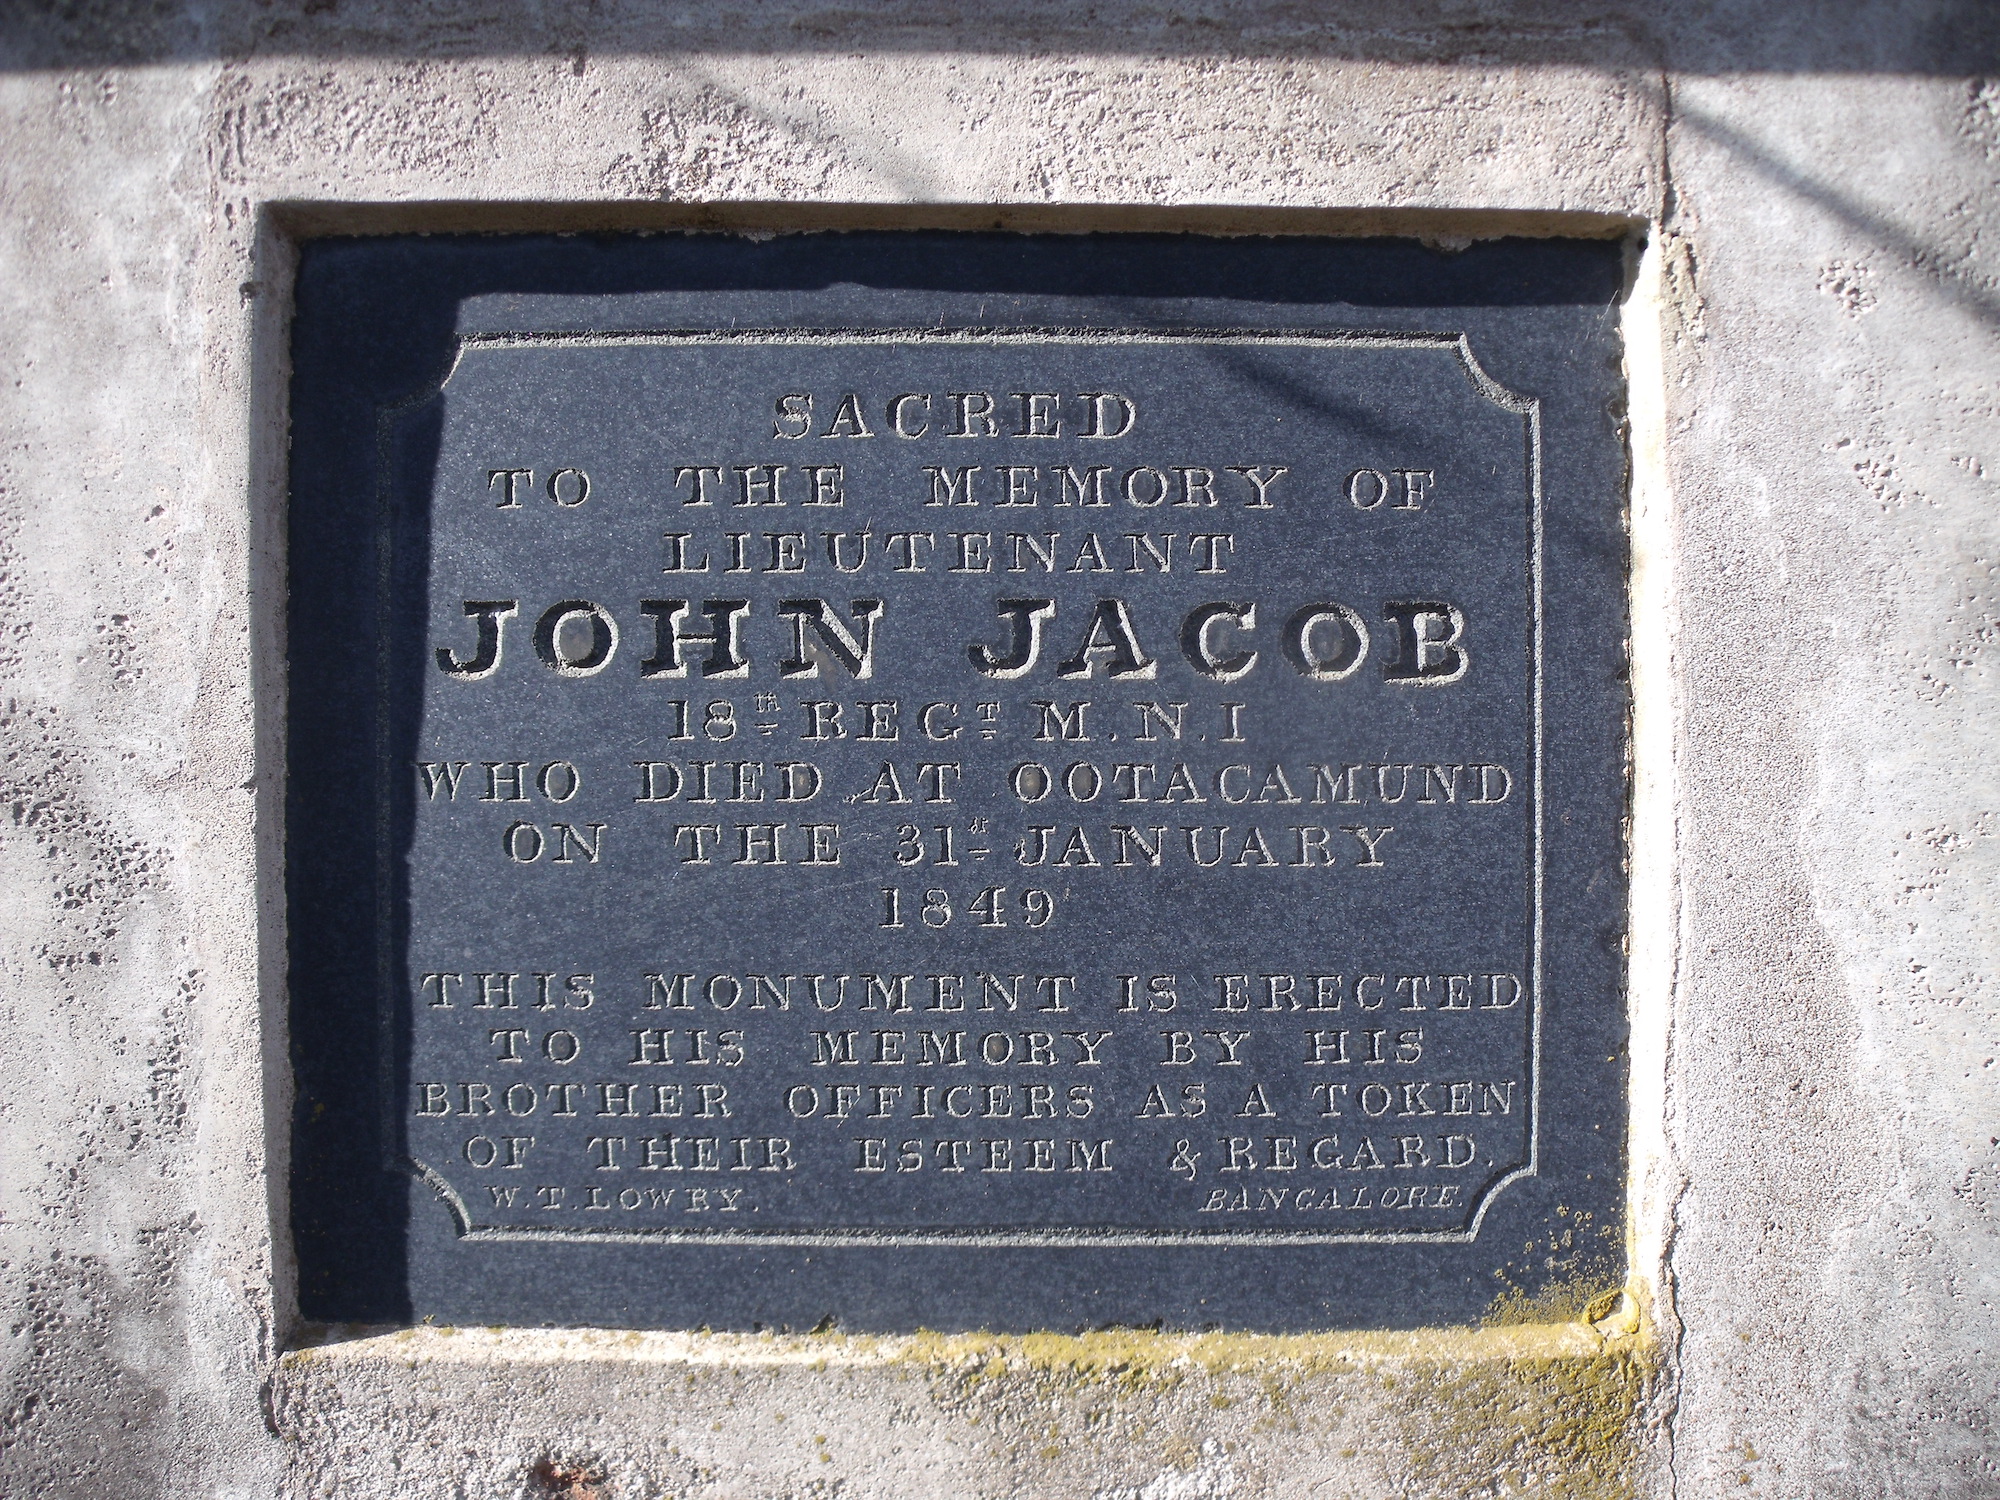 SACRED
TO THE MEMORY OF
LIEUTENANT
JOHN JACOB
18th REGT M.N.I
WHO DIED AT OOTACAMUND
ON THE 31st JANUARY
1849
THIS MONUMENT IS ERECTED
TO HIS MEMORY BY HIS
BROTHER OFFICERS AS A TOKEN
OF THEIR ESTEEM & REGARD.
W.T.LOWRY. BANGALORE.